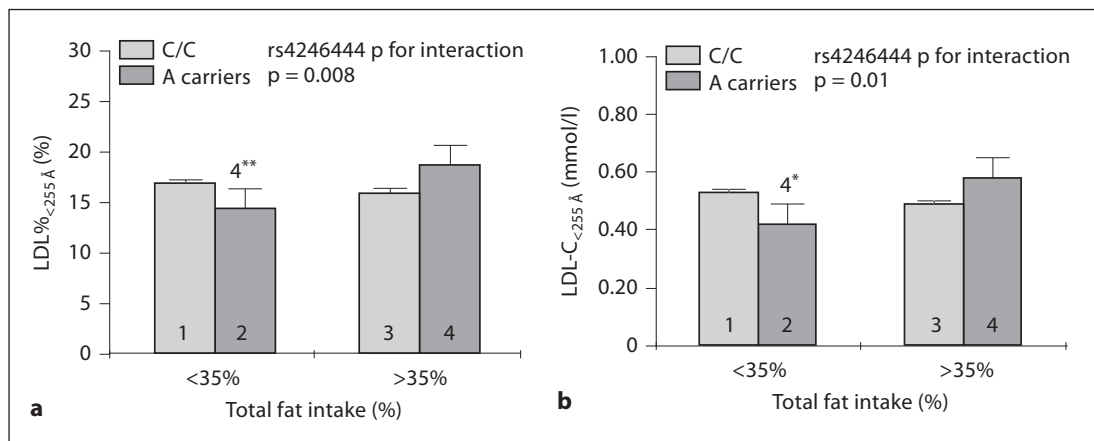 30
25
20
15
10
5
0
LDL%<255 Å (%)
C/C
A carriers
rs4246444 p for interaction
p = 0.008
4**
1
2
3
4
<35%
>35%
Total fat intake (%)
a
1.00
0.80
0.60
0.40
0.20
0
LDL-C<255 Å (mmol/l)
C/C
A carriers
rs4246444 p for interaction
p = 0.01
4*
1
2
3
4
<35%
>35%
Total fat intake (%)
b